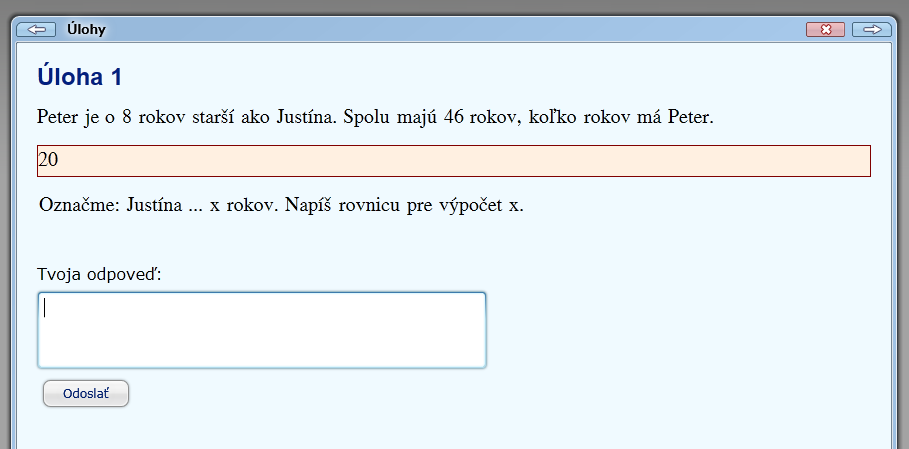 Úlohy
Úloha 1
Peter je o 8 rokov starší ako Justína. Spolu majú 46 rokov, koľko rokov má Peter.
20
Označme: Justína ... x rokov. Napíš rovnicu pre výpočet x.
Tvoja odpoveď:
Odoslať